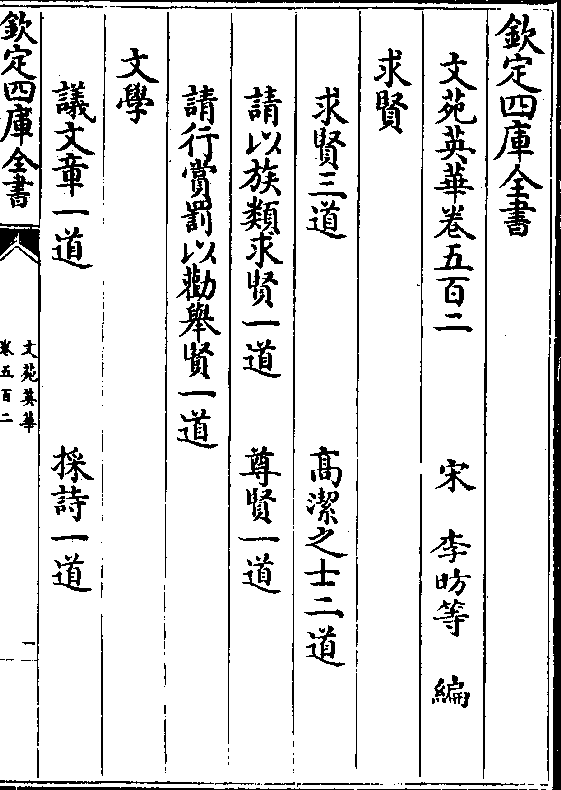 欽定四庫全書
文苑英華卷五百二　宋　李昉等　編
求賢
求賢三道　髙潔之士二道
請以族類求賢一道　尊賢一道
請行賞罰以勸舉賢一道
文學
議文章一道　採詩一道
欽定四庫全書
文苑英華
卷五百二
一